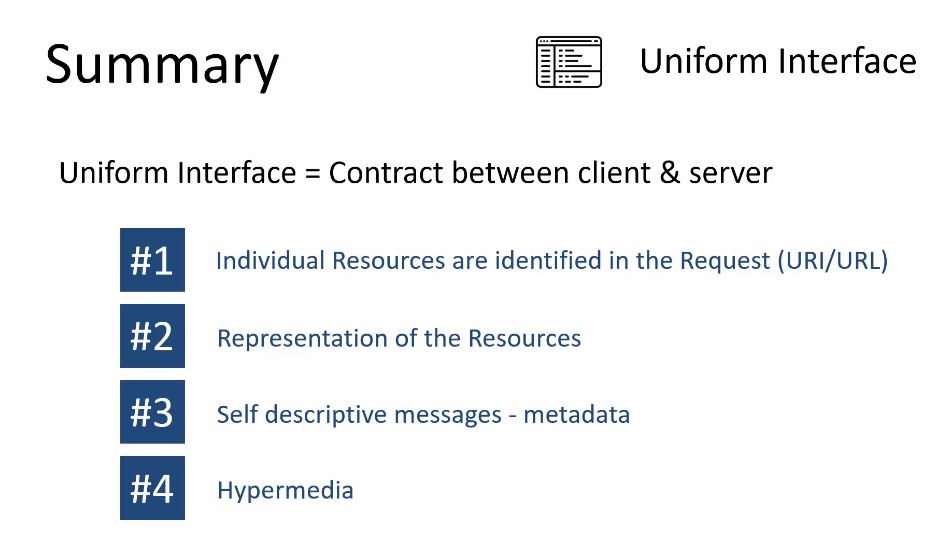 Summary
Uniform Interface
Uniform Interface = Contract between client & server
#1 Individual Resources are identified in the Request (URI/URL)
#2 Representation of the Resources
#3 Self descriptive messages - metadata
#4 Hypermedia